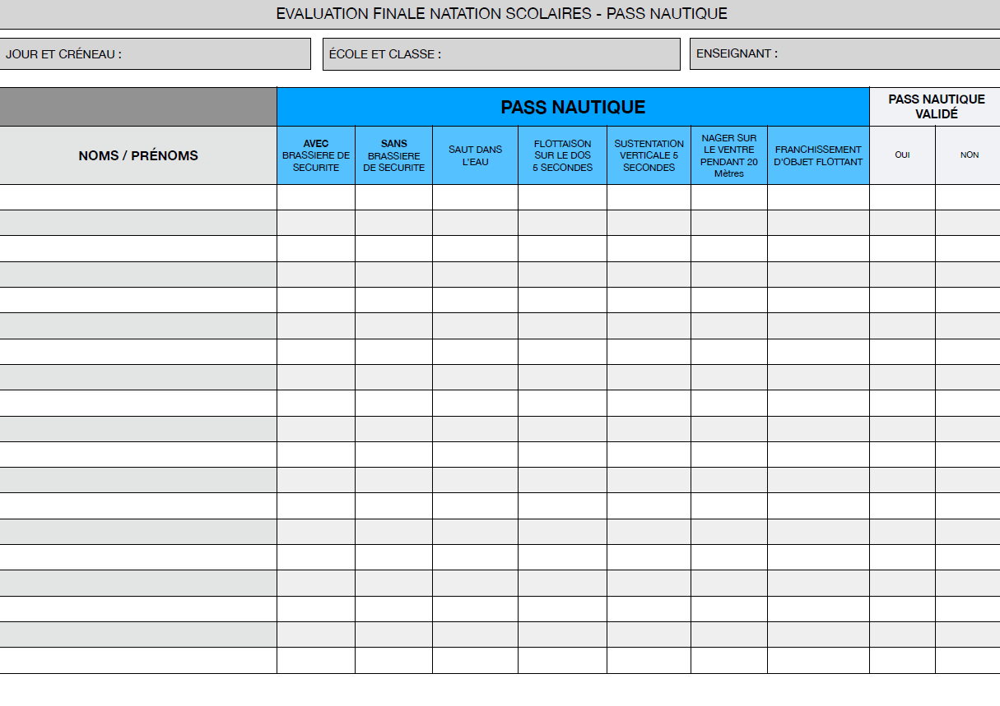 EVALUATION FINALE NATATION SCOLAIRES - PASS NAUTIQUE
JOUR ET CRÉNEAU :
ÉCOLE ET CLASSE :
ENSEIGNANT :
PASS NAUTIQUE
PASS NAUTIQUE
VALIDÉ
NOMS / PRÉNOMS
AVEC
BRASSIERE DE
SECURITE
SANS
BRASSIERE
DE SECURITE
SAUT DANS
L'EAU
FLOTTAISON
SUR LE DOS
5 SECONDES
SUSTENTATION
VERTICALE 5
SECONDES
NAGER SUR
LE VENTRE
PENDANT 20
Mètres
FRANCHISSEMENT
D'OBJET FLOTTANT
OUI
NON